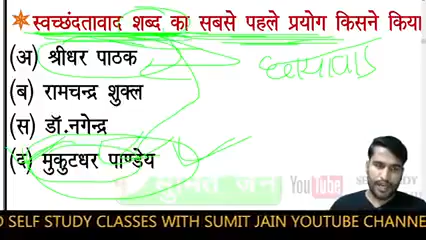 स्वच्छंदतावाद शब्द का सबसे पहले प्रयोग किसने किया
(अ) श्रीधर पाठक
छायावाद
(ब) रामचन्द्र शुक्ल
(स) डॉ.नगेन्द्र
(द) मुकुटधर पाण्डेय
YouTube
SELF STUDY CLASSES WITH SUMIT JAIN YOUTUBE CHANNE